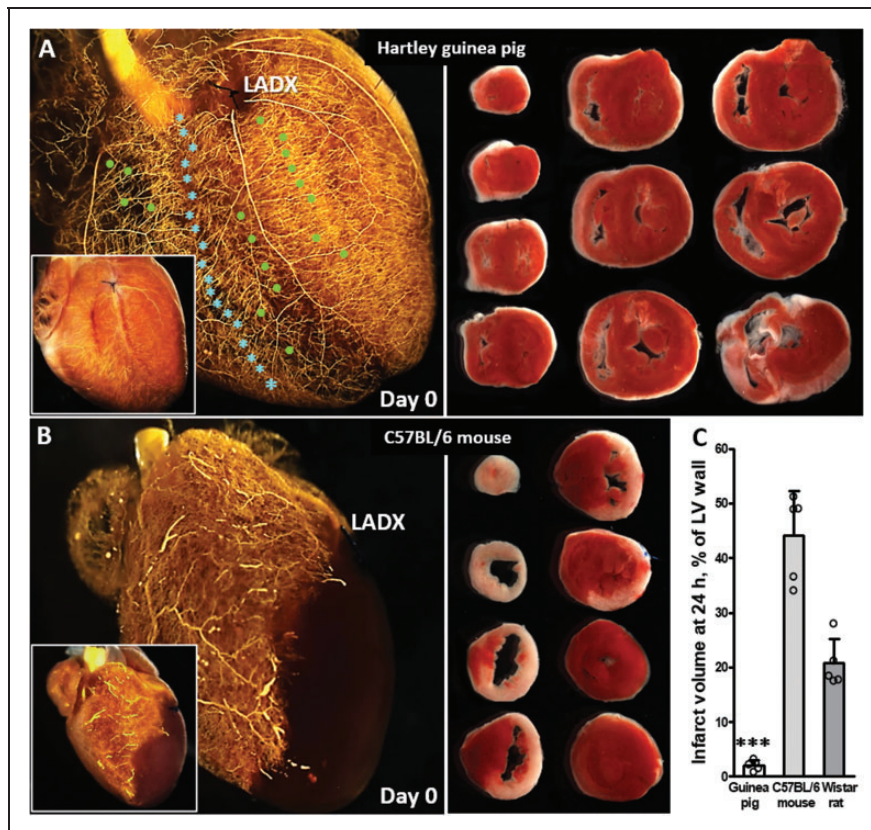 A
Hartley guinea pig
LADX
Day 0
B
C57BL/6 mouse
LADX
Day 0
C
Infarct volume at 24 h, % of LV wall
60
50
40
30
20
10
0
***
Guinea C57BL/6 Wistar
pig mouse rat